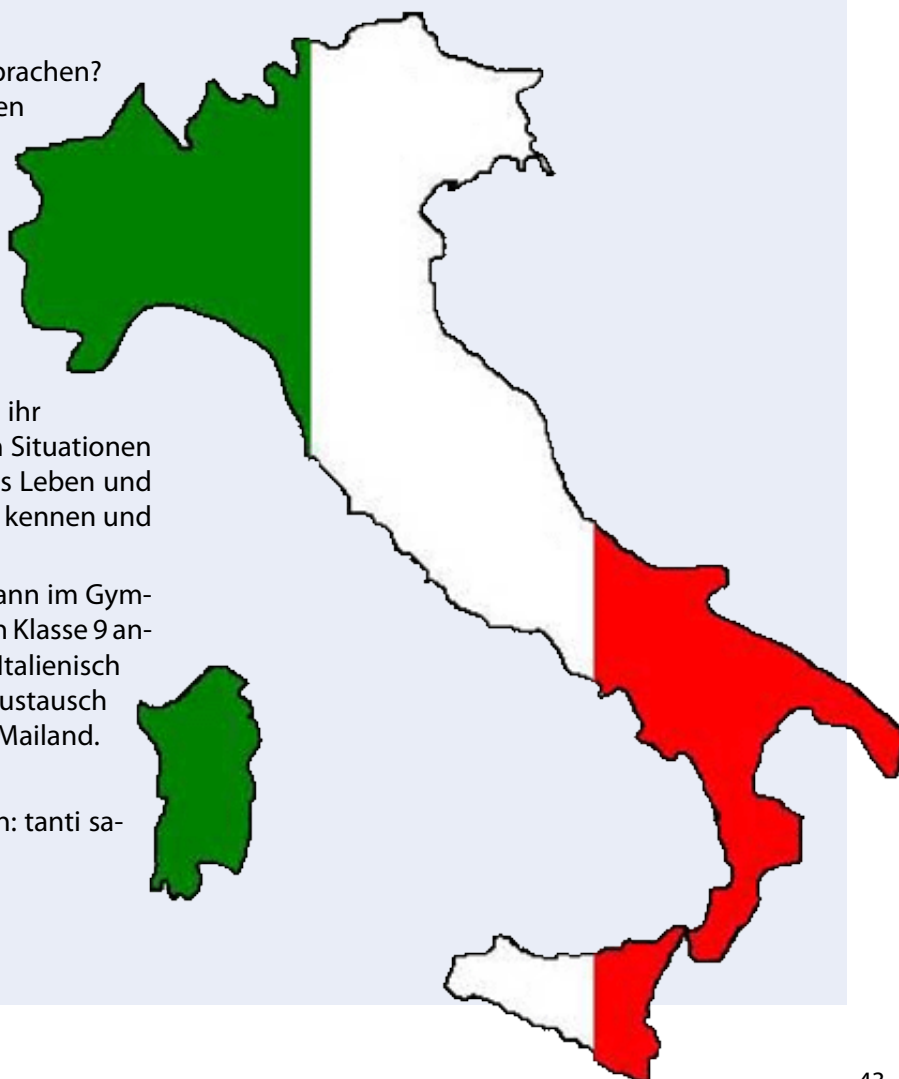 prachen?
en
ihr
n Situationen
s Leben und
kennen und
ann im Gym-
n Klasse 9 an-
Italienisch
ustausch
Mailand.
n: tanti sa-
43